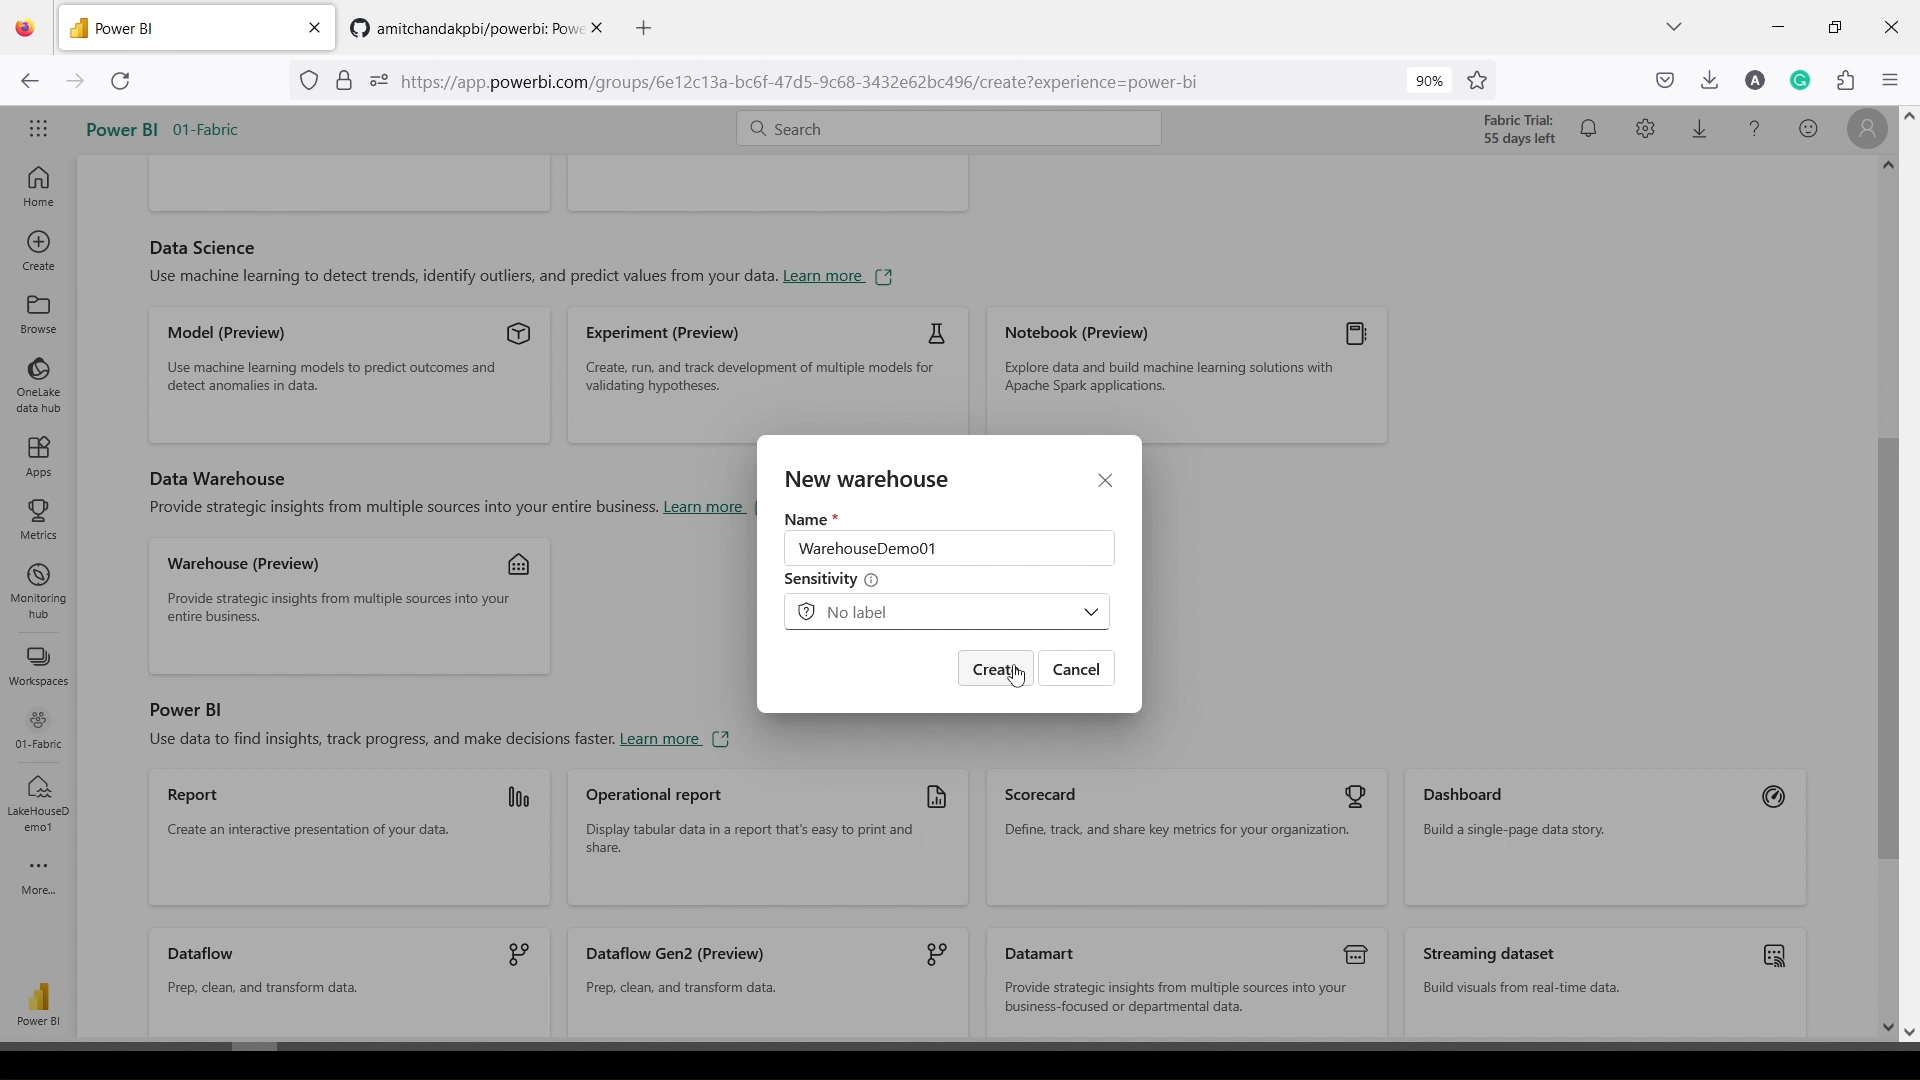 Power BI
amitchandakpbi/powerbi: Powe
https://app.powerbi.com/groups/6e12c13a-bc6f-47d5-9c68-3432e62bc496/create?experience=power-bi
90%
A
G
Power BI 01-Fabric
Search
Fabric Trial:
55 days left
Home
Create
Browse
OneLake
data hub
Apps
Metrics
Monitoring
hub
Workspaces
01-Fabric
LakeHouseD
emo1
More...
Power BI
Data Science
Use machine learning to detect trends, identify outliers, and predict values from your data. Learn more
Model (Preview)
Use machine learning models to predict outcomes and
detect anomalies in data.
Experiment (Preview)
Create, run, and track development of multiple models for
validating hypotheses.
Notebook (Preview)
Explore data and build machine learning solutions with
Apache Spark applications.
Data Warehouse
Provide strategic insights from multiple sources into your entire business. Learn more
Warehouse (Preview)
Provide strategic insights from multiple sources into your
entire business.
New warehouse
Name *
WarehouseDemo01
Sensitivity
No label
Create
Cancel
Power BI
Use data to find insights, track progress, and make decisions faster. Learn more
Report
Create an interactive presentation of your data.
Operational report
Display tabular data in a report that's easy to print and
share.
Scorecard
Define, track, and share key metrics for your organization.
Dashboard
Build a single-page data story.
Dataflow
Prep, clean, and transform data.
Dataflow Gen2 (Preview)
Prep, clean, and transform data.
Datamart
Provide strategic insights from multiple sources into your
business-focused or departmental data.
Streaming dataset
Build visuals from real-time data.